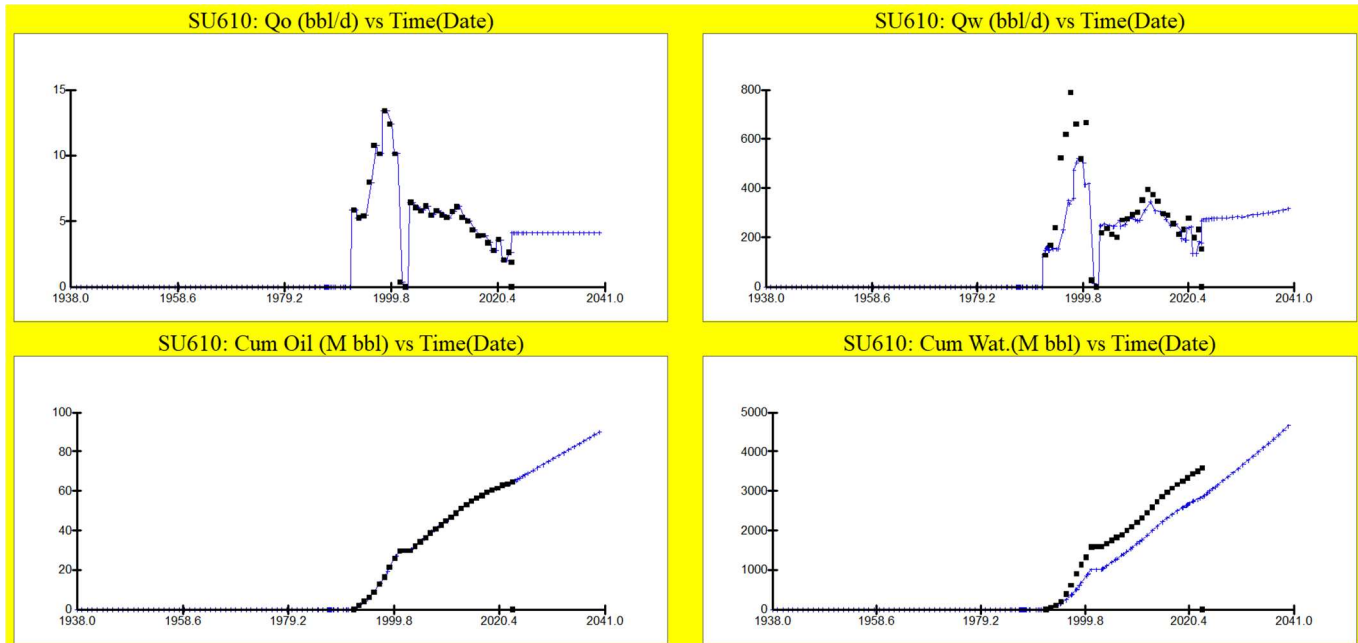 SU610: Qo (bbl/d) vs Time(Date)
15
10
5
0
1938.0 1958.6 1979.2 1999.8 2020.4 2041.0
SU610: Qw (bbl/d) vs Time(Date)
800
600
400
200
0
1938.0 1958.6 1979.2 1999.8 2020.4 2041.0
SU610: Cum Oil (M bbl) vs Time(Date)
100
80
60
40
20
0
1938.0 1958.6 1979.2 1999.8 2020.4 2041.0
SU610: Cum Wat.(M bbl) vs Time(Date)
5000
4000
3000
2000
1000
0
1938.0 1958.6 1979.2 1999.8 2020.4 2041.0